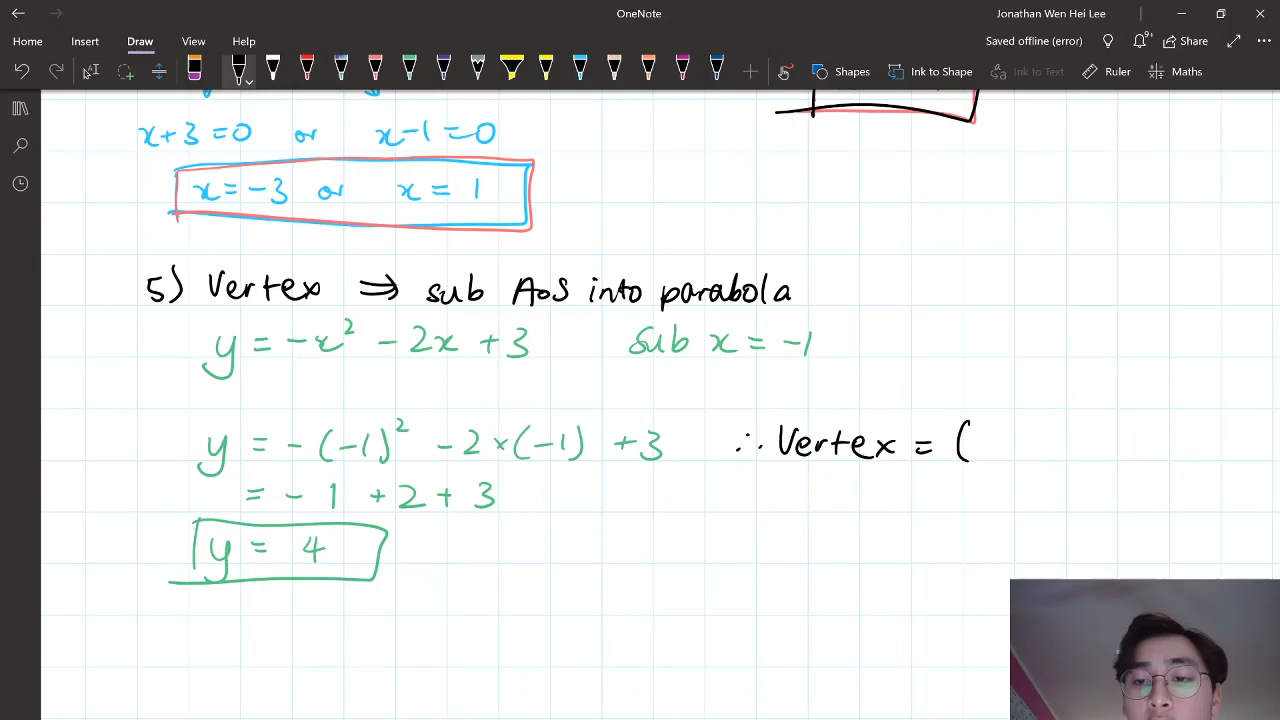 OneNote
Jonathan Wen Hei Lee
Home Insert Draw View Help
Saved offline (error)
9+
Share
Shapes
Ink to Shape
Ink to Text
Ruler
Maths
x+3=0 or x-1=0
x=-3 or x= 1
5) Vertex ⇒ sub AoS into parabola
y = -x² - 2x +3 sub x = -1
y = -(-1)² -2×(-1) +3 ∴ Vertex = (
= - 1 +2 + 3
y = 4